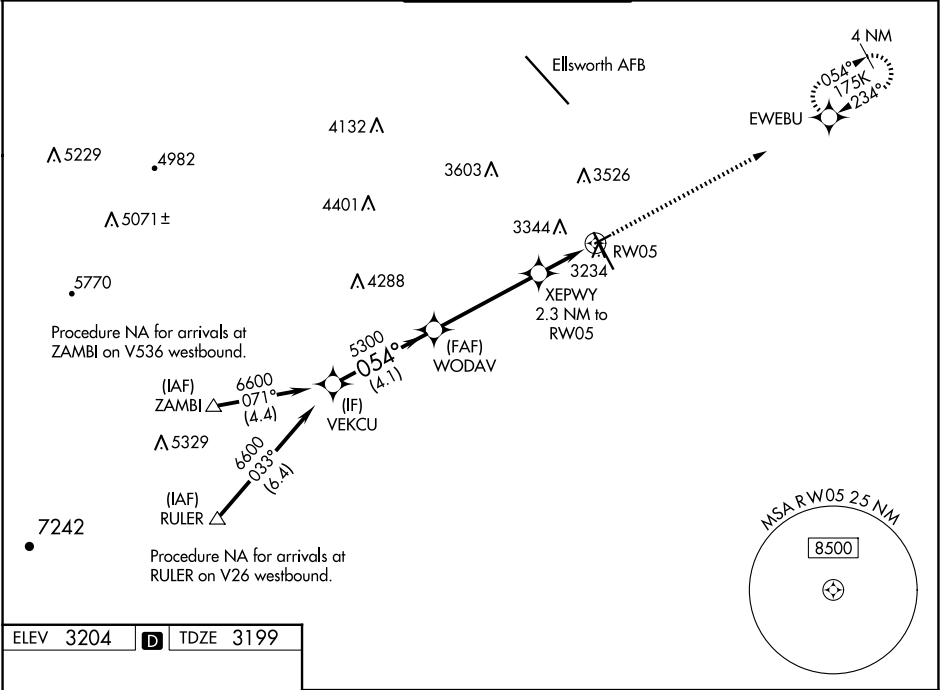 4 NM
Ellsworth AFB
054°
175K
234°
EWEBU
4132
5229
4982
3603
3526
4401
5071±
3344
RW05
3234
4288
5770
XEPWY
2.3 NM to
RW05
Procedure NA for arrivals at
ZAMBI on V536 westbound.
5300
054°
(4.1)
(FAF)
WODAV
(IAF)
ZAMBI
6600
071°
(4.4)
(IF)
VEKCU
5329
6600
033°
(6.4)
(IAF)
RULER
7242
Procedure NA for arrivals at
RULER on V26 westbound.
MSA RW05 25 NM
8500
ELEV 3204 D TDZE 3199